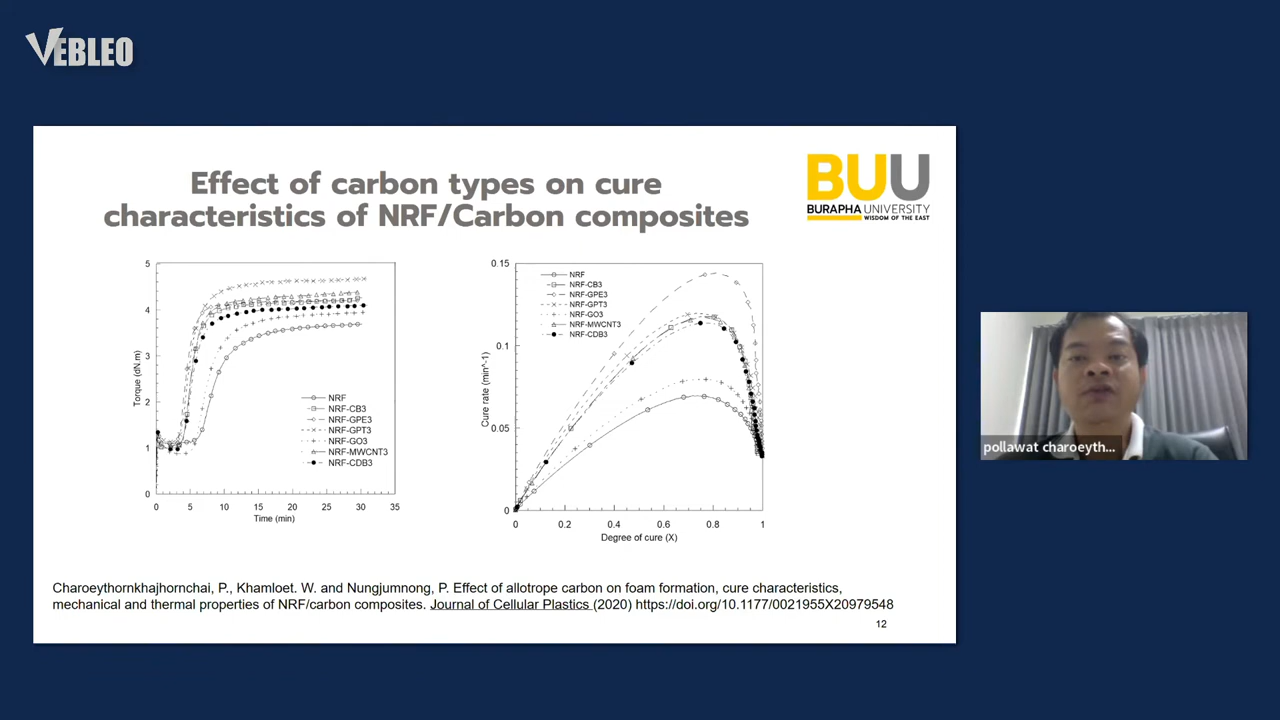 VEBLEO
Effect of carbon types on cure
characteristics of NRF/Carbon composites
BUU
BURAPHA UNIVERSITY
WISDOM OF THE EAST
5
4
3
2
1
0
Torque (dN.m)
NRF
NRF-CB3
NRF-GPE3
NRF-GPT3
NRF-GO3
NRF-MWCNT3
NRF-CDB3
0 5 10 15 20 25 30 35
Time (min)
0.15
0.1
0.05
0
Cure rate (min^-1)
NRF
NRF-CB3
NRF-GPE3
NRF-GPT3
NRF-GO3
NRF-MWCNT3
NRF-CDB3
0 0.2 0.4 0.6 0.8 1
Degree of cure (X)
pollawat charoeyth...
Charoeythornkhajhornchai, P., Khamloet. W. and Nungjumnong, P. Effect of allotrope carbon on foam formation, cure characteristics,
mechanical and thermal properties of NRF/carbon composites. Journal of Cellular Plastics (2020) https://doi.org/10.1177/0021955X20979548
12